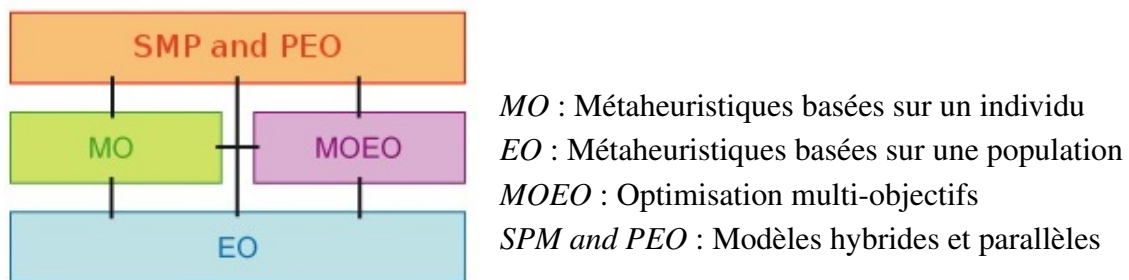 SMP and PEO
MO
MOEO
EO
MO : Métaheuristiques basées sur un individu
EO : Métaheuristiques basées sur une population
MOEO : Optimisation multi-objectifs
SPM and PEO : Modèles hybrides et parallèles